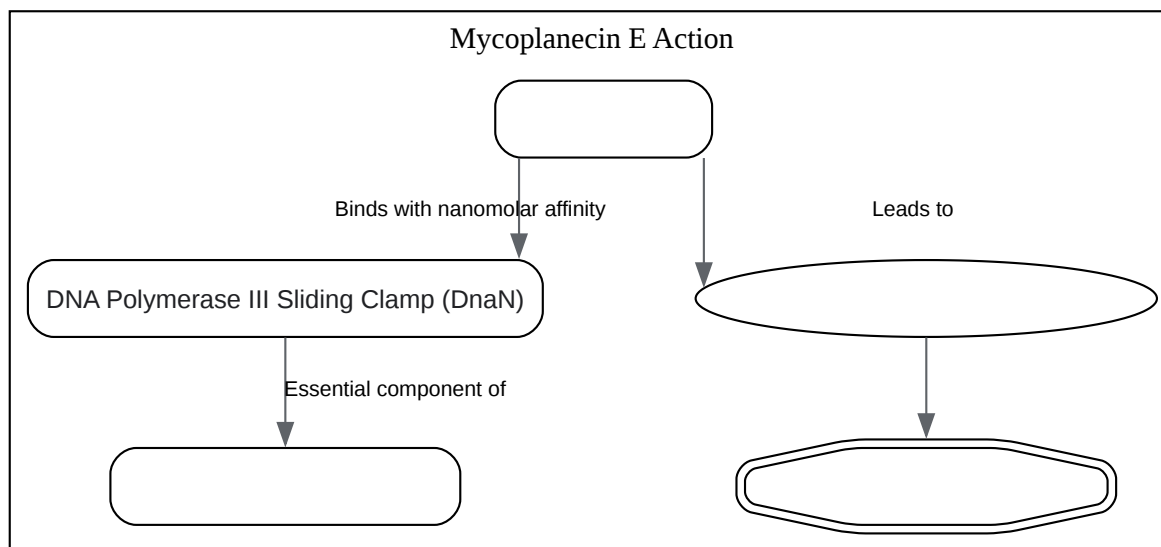 Mycoplanecin E Action
Binds with nanomolar affinity
Leads to
DNA Polymerase III Sliding Clamp (DnaN)
Essential component of